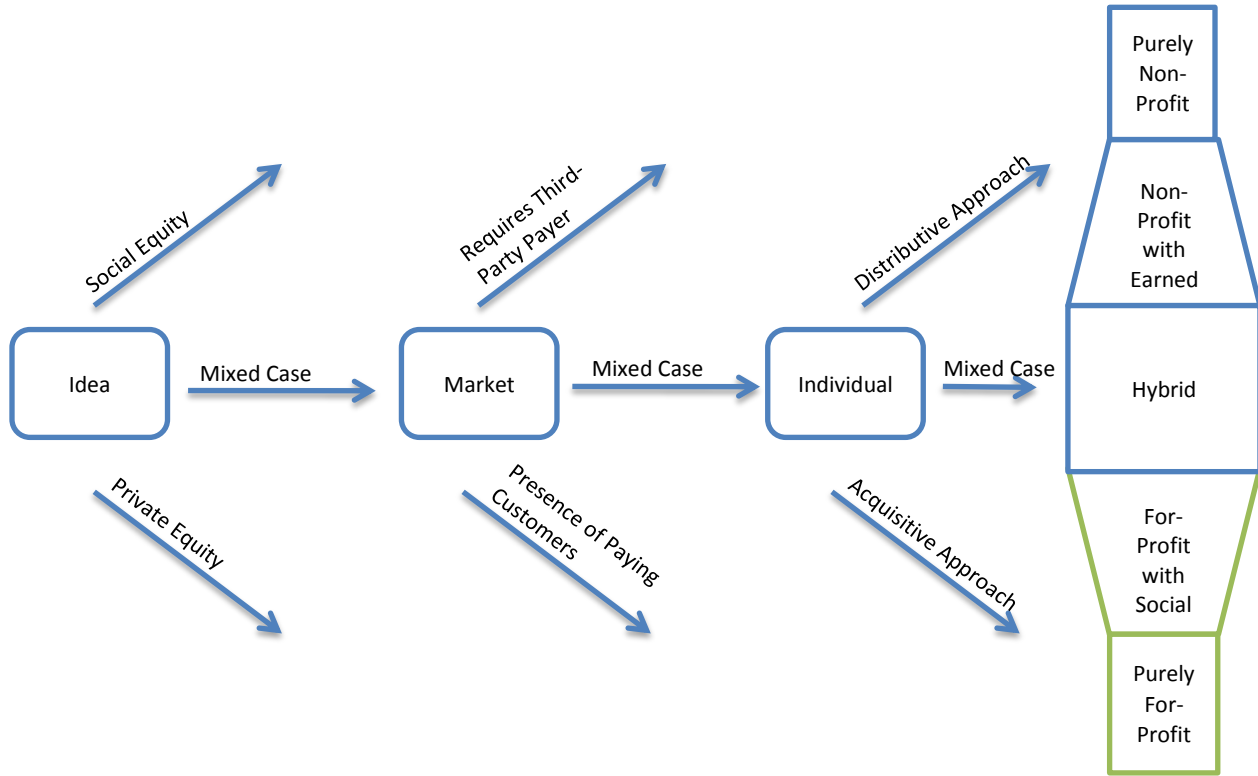 Purely
Non-
Profit
Social Equity
Requires Third-
Party Payer
Distributive Approach
Non-
Profit
with
Earned
Idea
Mixed Case
Market
Mixed Case
Individual
Mixed Case
Hybrid
Private Equity
Presence of Paying
Customers
Acquisitive Approach
For-
Profit
with
Social
Purely
For-
Profit